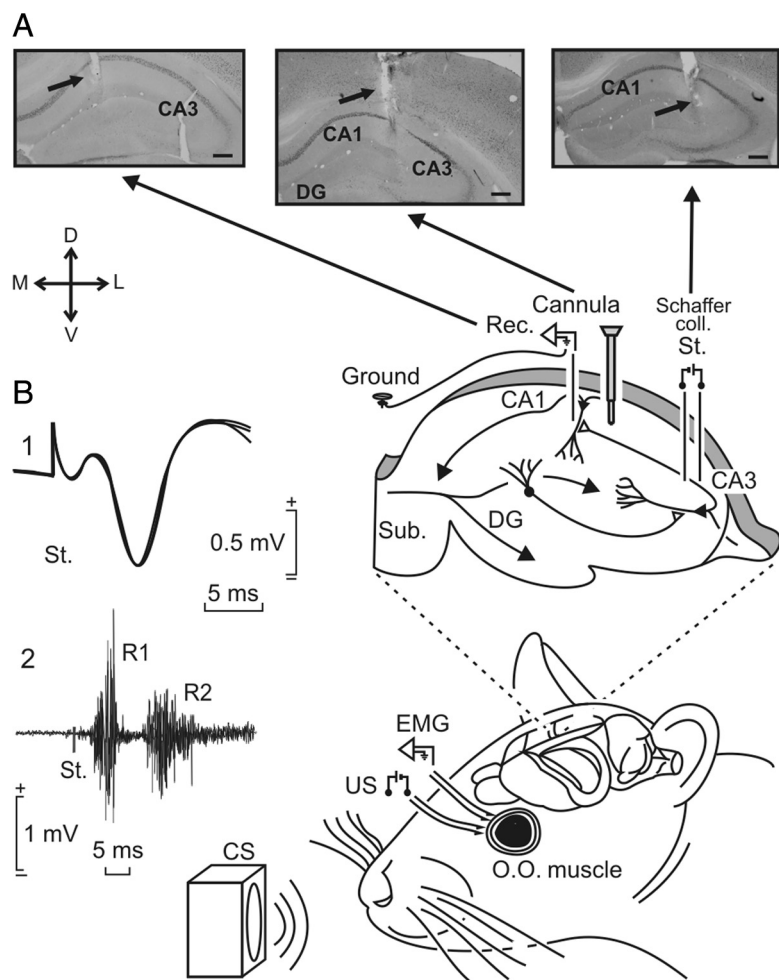 A
CA3
CA1
CA3
DG
CA1
D
M L
V
Cannula
Rec.
Schaffer
coll.
St.
Ground
CA1
CA3
DG
Sub.
B
1
St.
+
0.5 mV
–
5 ms
2
R1
R2
St.
+
1 mV
–
5 ms
EMG
US
O.O. muscle
CS